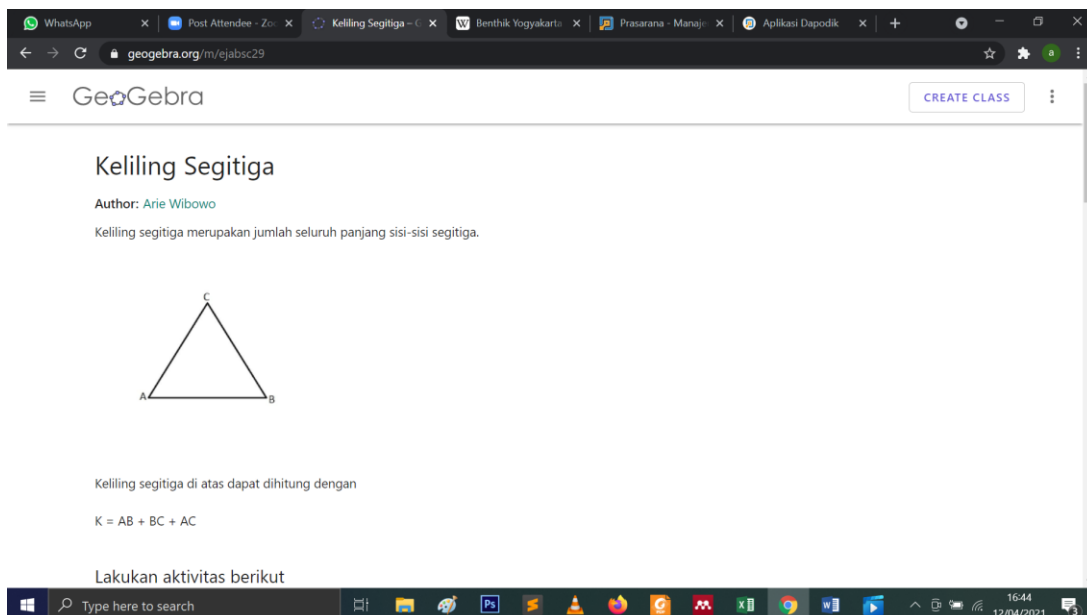 WhatsApp
Post Attendee - Zoo
Keliling Segitiga – G
Benthik Yogyakarta
Prasarana - Manaje
Aplikasi Dapodik
geogebra.org/m/ejabsc29
a
GeoGebra
CREATE CLASS
Keliling Segitiga
Author: Arie Wibowo
Keliling segitiga merupakan jumlah seluruh panjang sisi-sisi segitiga.
C
A
B
Keliling segitiga di atas dapat dihitung dengan
K = AB + BC + AC
Lakukan aktivitas berikut
Type here to search
Ps
16:44
12/04/2021